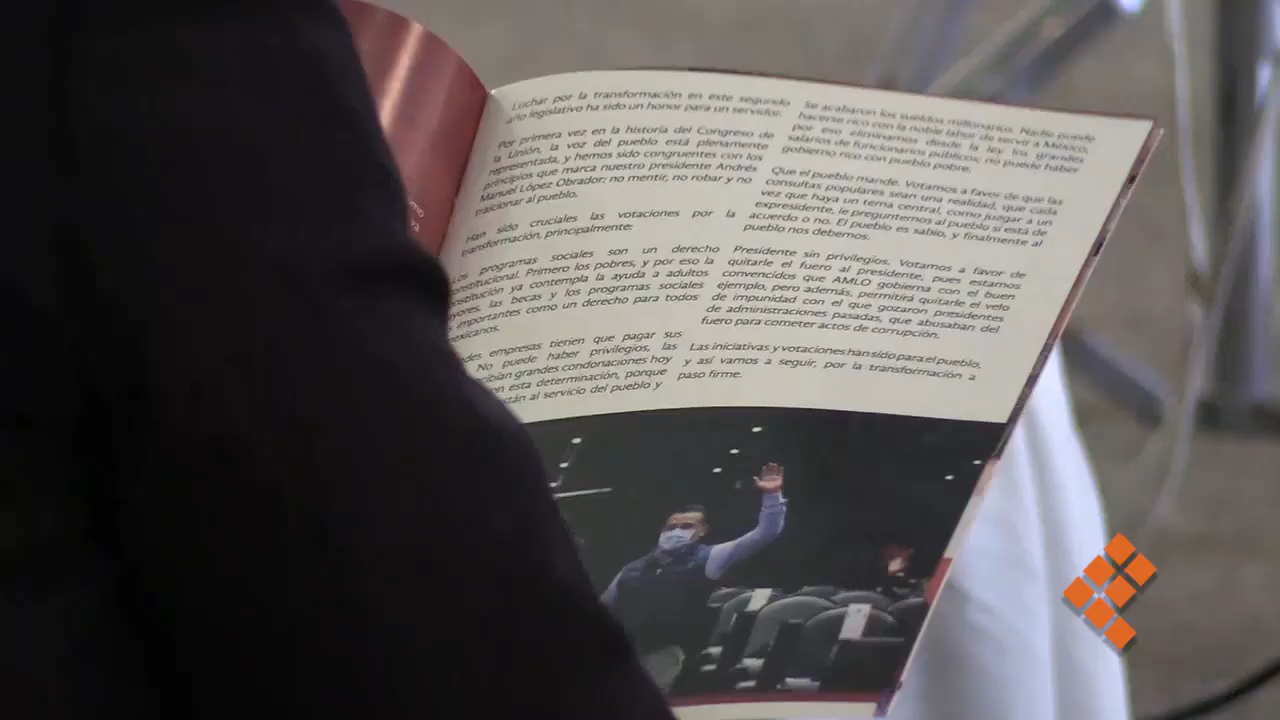 Luchar por la transformación en este segundo
año legislativo ha sido un honor para un servidor.
Por primera vez en la historia del Congreso de
la Unión, la voz del pueblo está plenamente
representada, y hemos sido congruentes con los
principios que marca nuestro presidente Andrés
Manuel López Obrador: no mentir, no robar y no
traicionar al pueblo.
Han sido cruciales las votaciones por la
transformación, principalmente:
programas sociales son un derecho
Primero los pobres, y por eso la
ya contempla la ayuda a adultos
las becas y los programas sociales
importantes como un derecho para todos
empresas tienen que pagar sus
No puede haber privilegios, las
grandes condonaciones hoy
esta determinación, porque
al servicio del pueblo y
Se acabaron los sueldos millonarios. Nadie puede
hacerse rico con la noble labor de servir a México,
por eso eliminamos desde la ley los grandes
salarios de funcionarios públicos; no puede haber
gobierno rico con pueblo pobre.
Que el pueblo mande. Votamos a favor de que las
consultas populares sean una realidad, que cada
vez que haya un tema central, como juzgar a un
expresidente, le preguntemos al pueblo si está de
acuerdo o no. El pueblo es sabio, y finalmente al
pueblo nos debemos.
Presidente sin privilegios. Votamos a favor de
quitarle el fuero al presidente, pues estamos
convencidos que AMLO gobierna con el buen
ejemplo, pero además, permitirá quitarle el velo
de impunidad con el que gozaron presidentes
de administraciones pasadas, que abusaban del
fuero para cometer actos de corrupción.
Las iniciativas y votaciones han sido para el pueblo,
y así vamos a seguir, por la transformación a
paso firme.